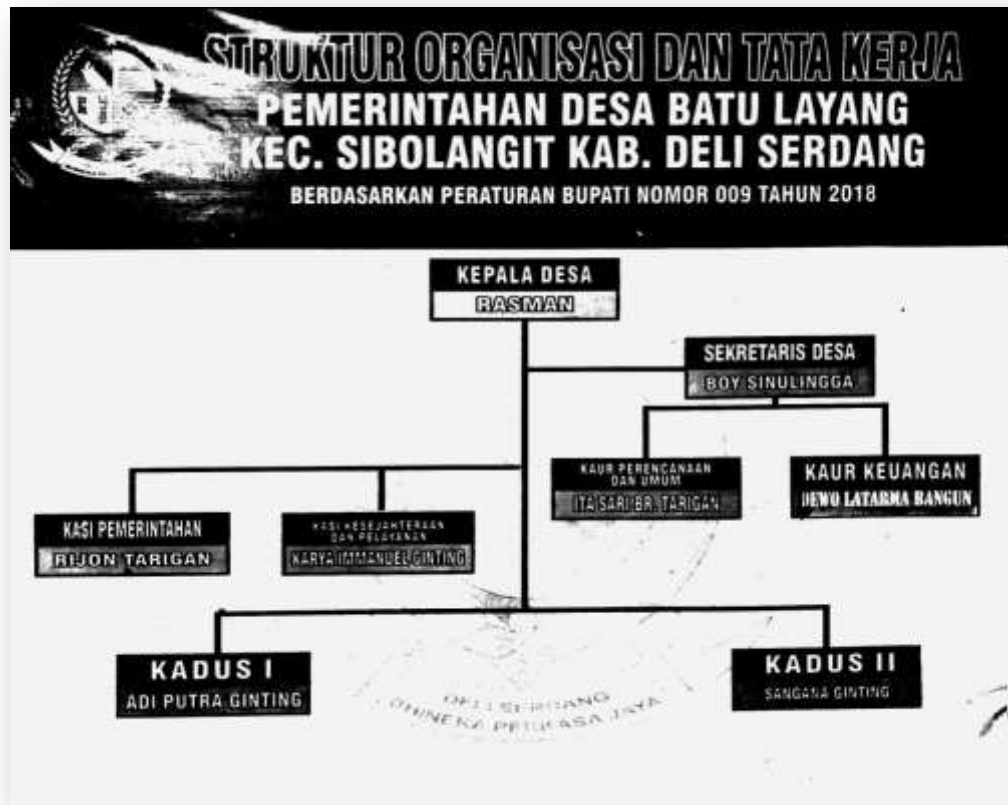 STRUKTUR ORGANISASI DAN TATA KERJA
PEMERINTAHAN DESA BATU LAYANG
KEC. SIBOLANGIT KAB. DELI SERDANG
BERDASARKAN PERATURAN BUPATI NOMOR 009 TAHUN 2018
KEPALA DESA
RASMAN
SEKRETARIS DESA
BOY SINULINGGA
KAUR PERENCANAAN
DAN UMUM
ITA SARI BR. TARIGAN
KAUR KEUANGAN
DEWO LATARMA BANGUN
KASI PEMERINTAHAN
RIJON TARIGAN
KASI KESEJAHTERAAN
DAN PELAYANAN
KARYA IMMANUEL GINTING
KADUS I
ADI PUTRA GINTING
KADUS II
SANGANA GINTING
DELI SERDANG
BHINEKA PERKASA JAYA